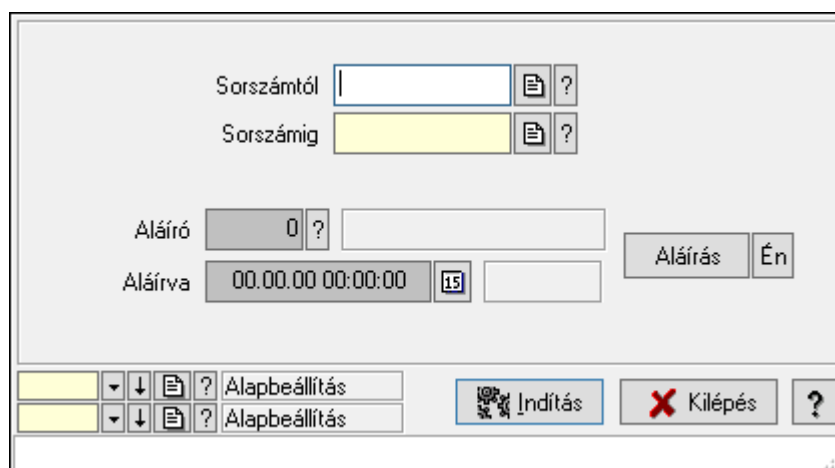 Sorszámtól ?
Sorszámig ?
Aláíró 0 ?
Aláírás Én
Aláírva 00.00.00 00:00:00 15
? Alapbeállítás
? Alapbeállítás
Indítás Kilépés ?